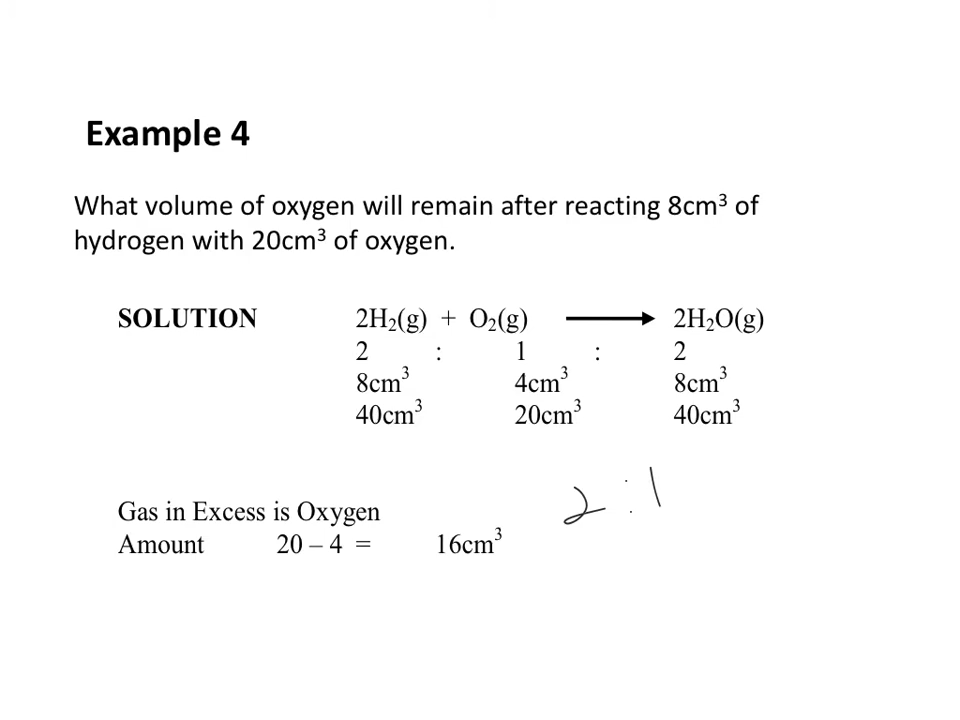 Example 4
What volume of oxygen will remain after reacting 8cm³ of
hydrogen with 20cm³ of oxygen.
SOLUTION 2H₂(g) + O₂(g) ⟶ 2H₂O(g)
2 : 1 : 2
8cm³ 4cm³ 8cm³
40cm³ 20cm³ 40cm³
2 : 1
Gas in Excess is Oxygen
Amount 20 – 4 = 16cm³